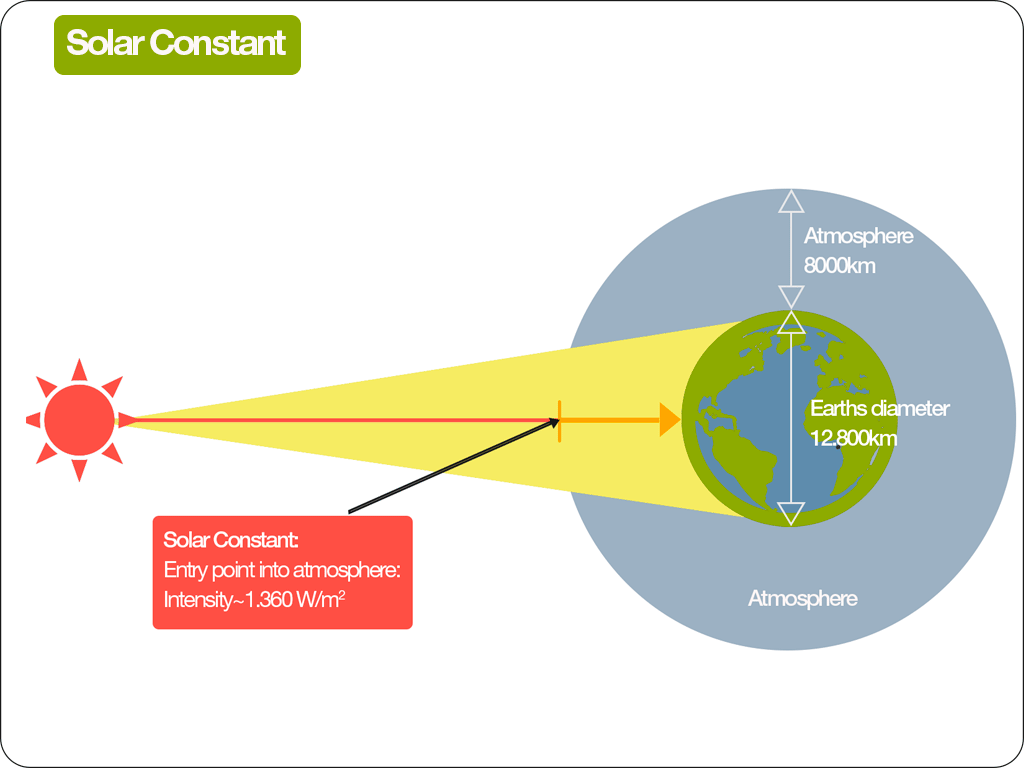 Solar Constant
Atmosphere
8000km
Earths diameter
12.800km
Solar Constant:
Entry point into atmosphere:
Intensity~1.360 W/m²
Atmosphere